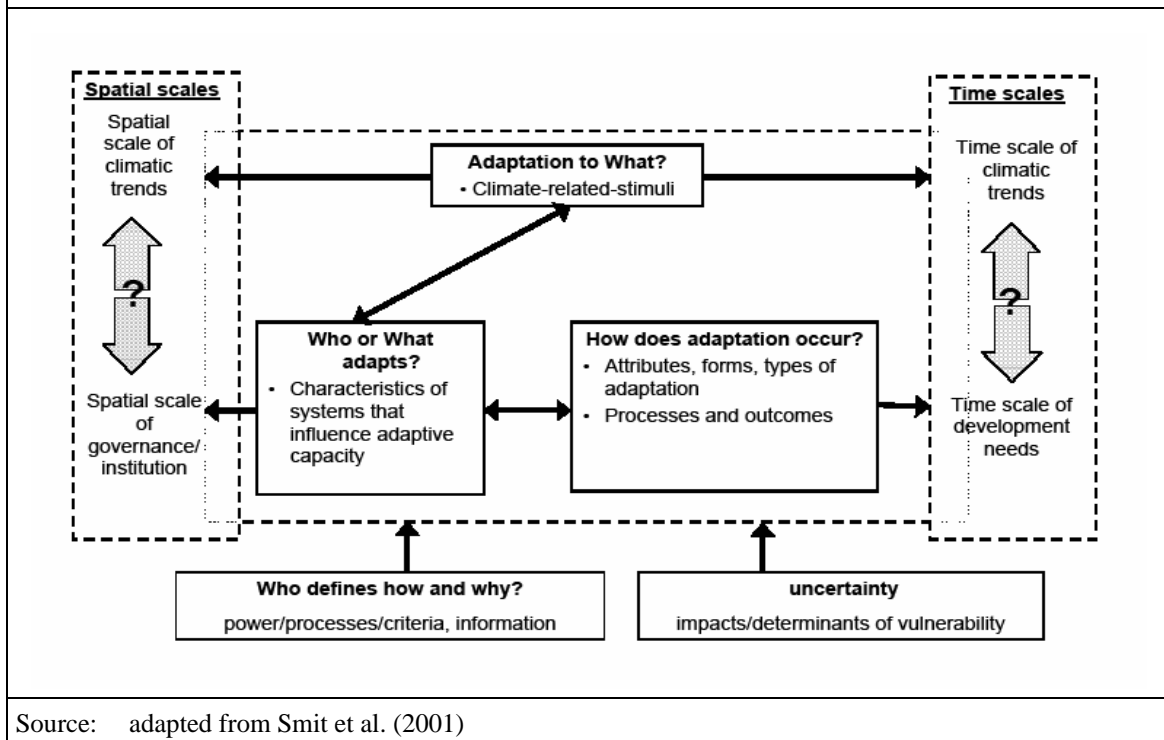 Spatial scales
Spatial
scale of
climatic
trends
?
Spatial scale
of
governance/
institution
Adaptation to What?
• Climate-related-stimuli
Who or What
adapts?
• Characteristics of
systems that
influence adaptive
capacity
How does adaptation occur?
• Attributes, forms, types of
adaptation
• Processes and outcomes
Time scales
Time scale of
climatic
trends
?
Time scale of
development
needs
Who defines how and why?
power/processes/criteria, information
uncertainty
impacts/determinants of vulnerability
Source: adapted from Smit et al. (2001)